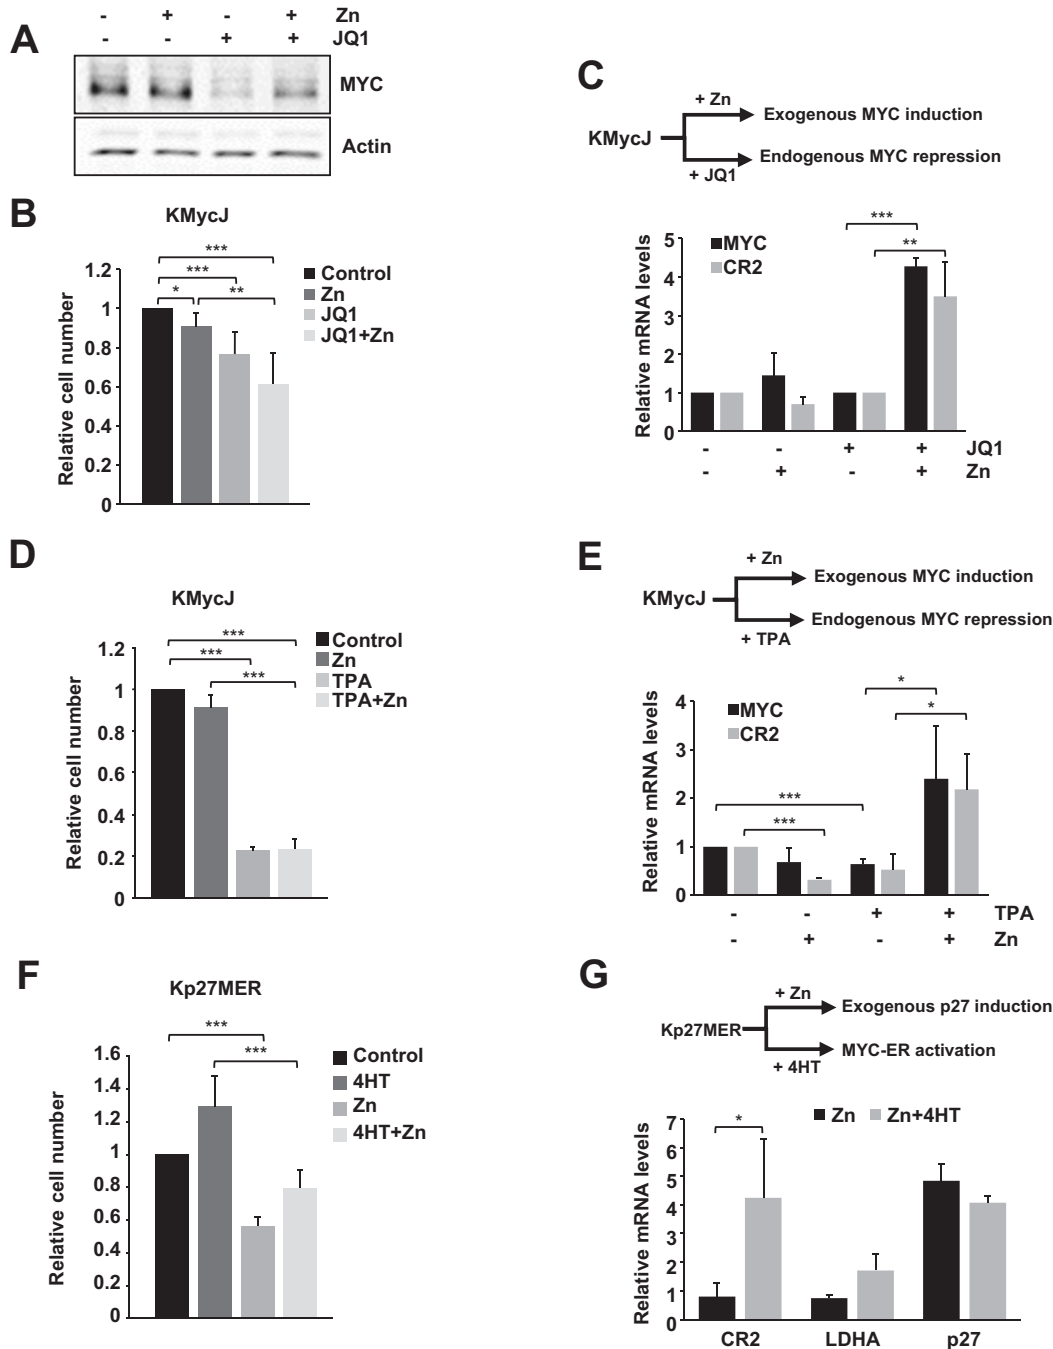 A
- + - + Zn
- - + + JQ1
MYC
Actin
B
KMycJ
Relative cell number
1.2
1
0.8
0.6
0.4
0.2
0
***
***
*
**
Control
Zn
JQ1
JQ1+Zn
C
KMycJ
+ Zn
Exogenous MYC induction
+ JQ1
Endogenous MYC repression
Relative mRNA levels
5
4
3
2
1
0
MYC
CR2
***
**
- - + + JQ1
- + - + Zn
D
KMycJ
Relative cell number
1.2
1
0.8
0.6
0.4
0.2
0
***
***
***
Control
Zn
TPA
TPA+Zn
E
KMycJ
+ Zn
Exogenous MYC induction
+ TPA
Endogenous MYC repression
Relative mRNA levels
4
3
2
1
0
MYC
CR2
*
*
***
***
- - + + TPA
- + - + Zn
F
Kp27MER
Relative cell number
1.6
1.4
1.2
1
0.8
0.6
0.4
0.2
0
***
***
Control
4HT
Zn
4HT+Zn
G
Kp27MER
+ Zn
Exogenous p27 induction
+ 4HT
MYC-ER activation
Relative mRNA levels
7
6
5
4
3
2
1
0
Zn Zn+4HT
*
CR2 LDHA p27